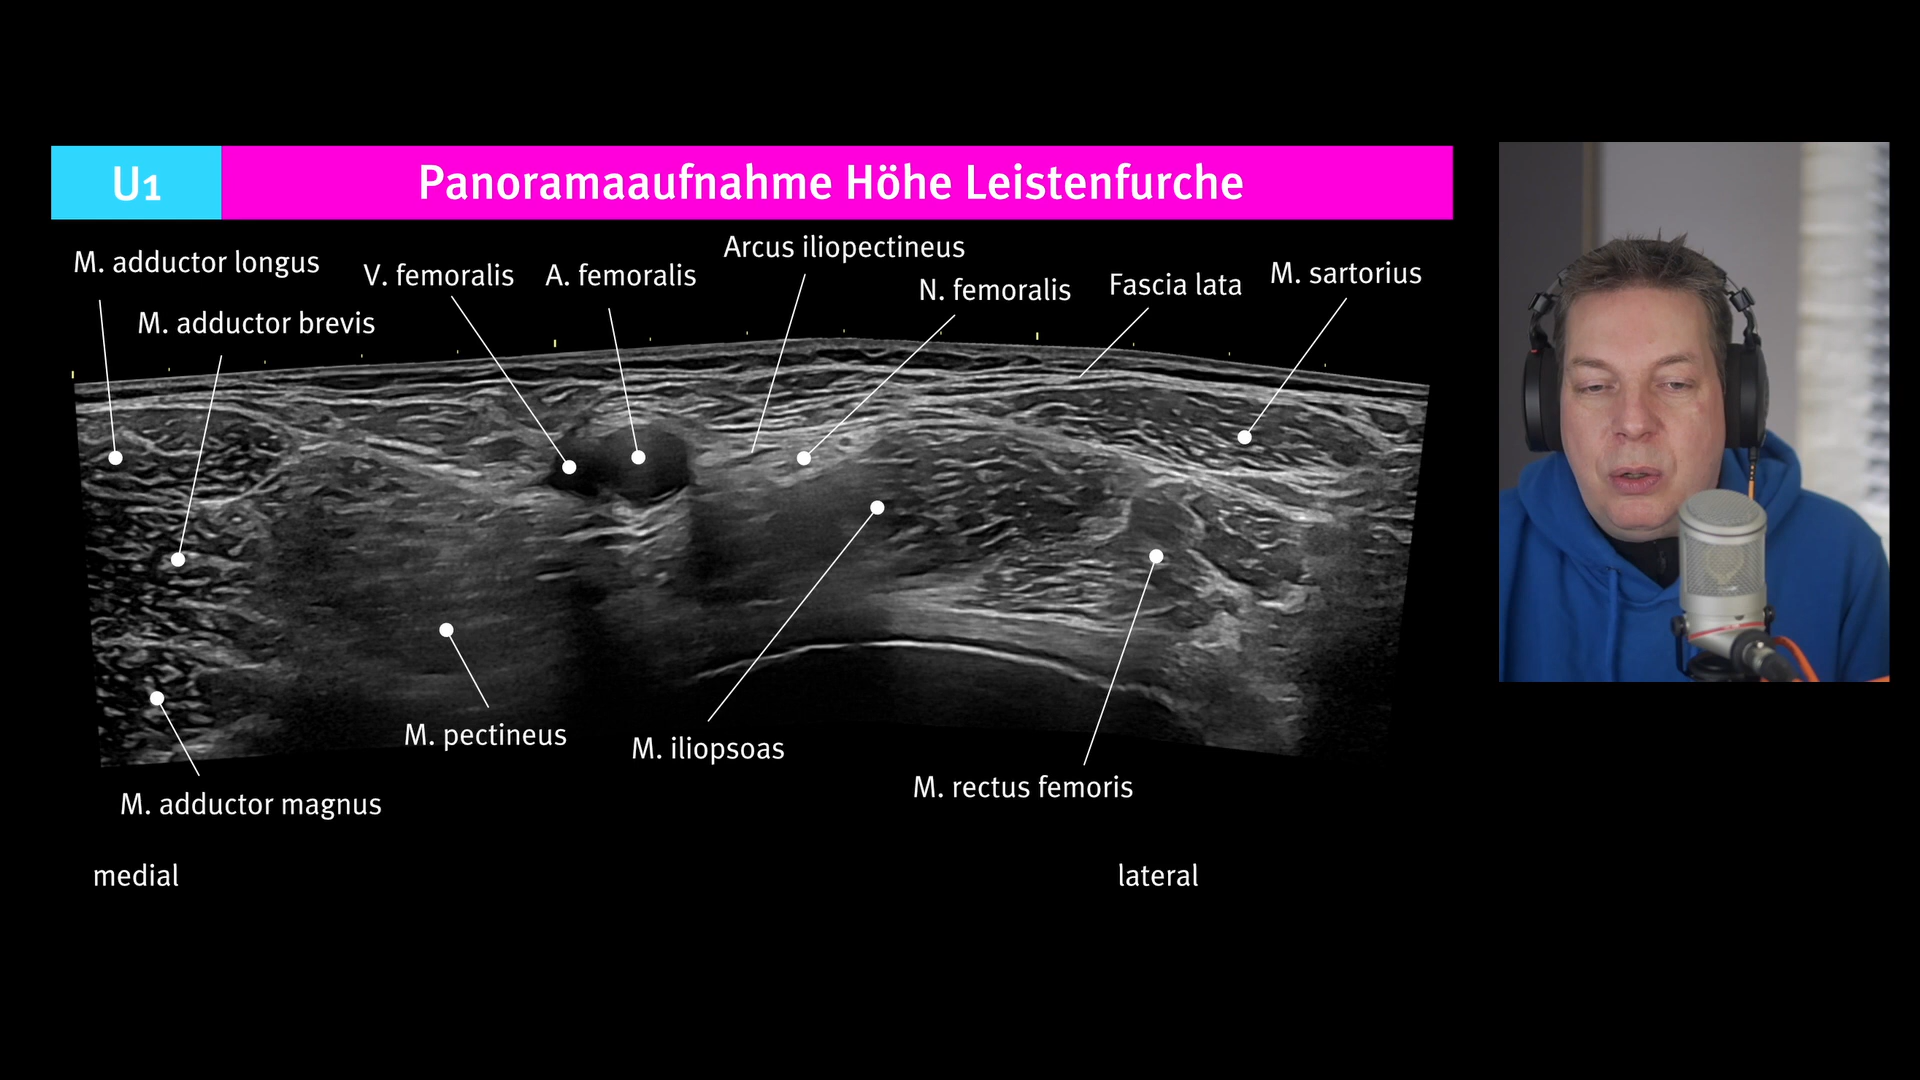 U1
Panoramaaufnahme Höhe Leistenfurche
M. adductor longus
V. femoralis
A. femoralis
Arcus iliopectineus
N. femoralis
Fascia lata
M. sartorius
M. adductor brevis
M. pectineus
M. iliopsoas
M. rectus femoris
M. adductor magnus
medial
lateral